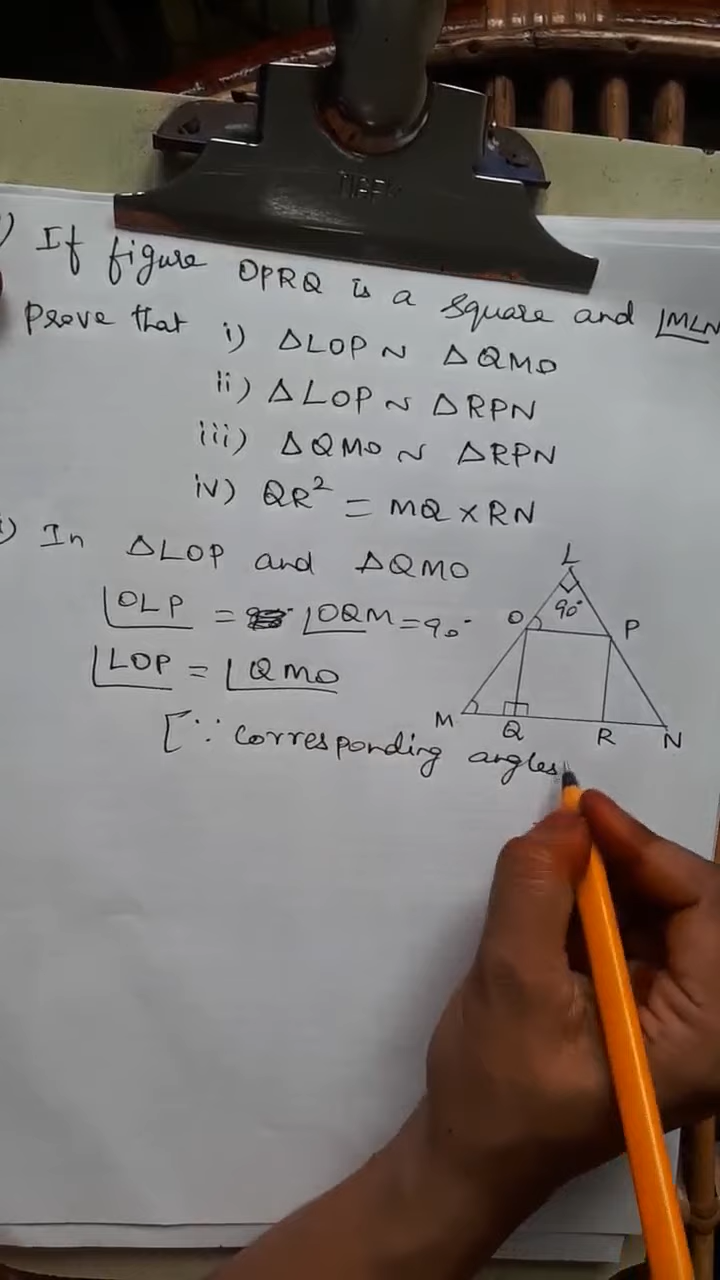 If figure OPRQ is a square and ∠MLN
Prove that i) ΔLOP ~ ΔQMO
ii) ΔLOP ~ ΔRPN
iii) ΔQMO ~ ΔRPN
iv) QR² = MQ × RN
In ΔLOP and ΔQMO
∠OLP = ∠OQM = 90°
∠LOP = ∠QMO
[∵ corresponding angles
L
90°
O P
M Q R N